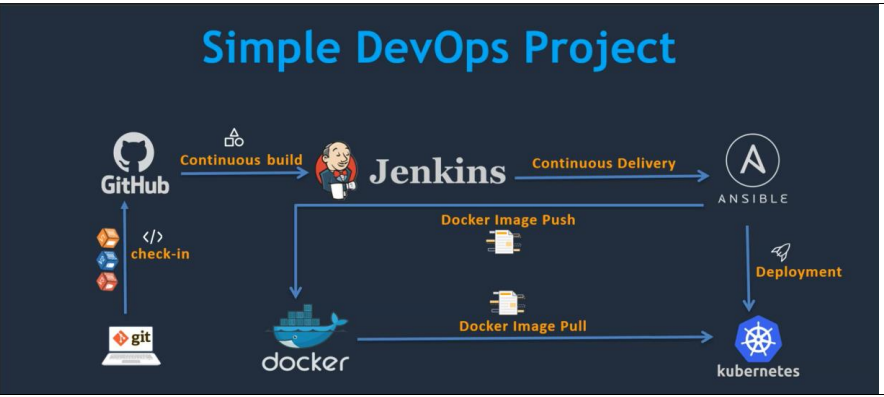 Simple DevOps Project
GitHub
Continuous build
Jenkins
Continuous Delivery
ANSIBLE
Docker Image Push
</>
check-in
Deployment
git
Docker Image Pull
docker
kubernetes